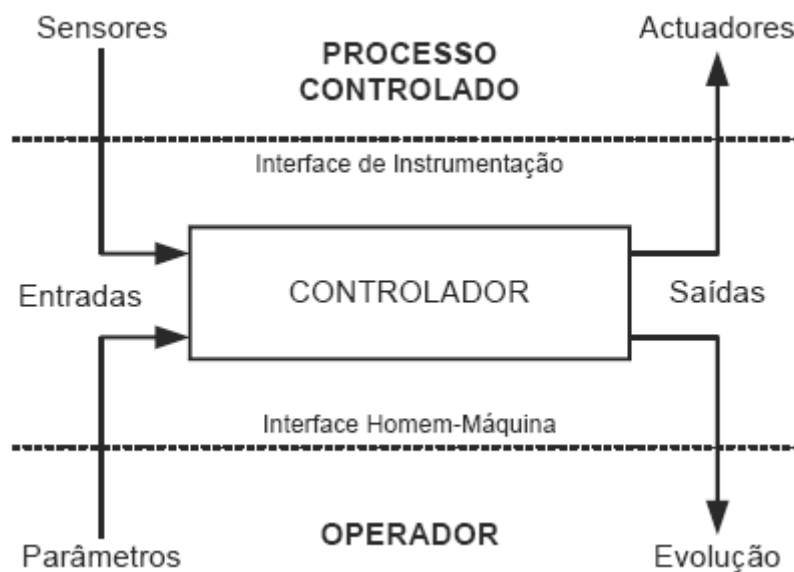 Sensores
Actuadores
PROCESSO
CONTROLADO
Interface de Instrumentação
Entradas
CONTROLADOR
Saídas
Interface Homem-Máquina
OPERADOR
Parâmetros
Evolução